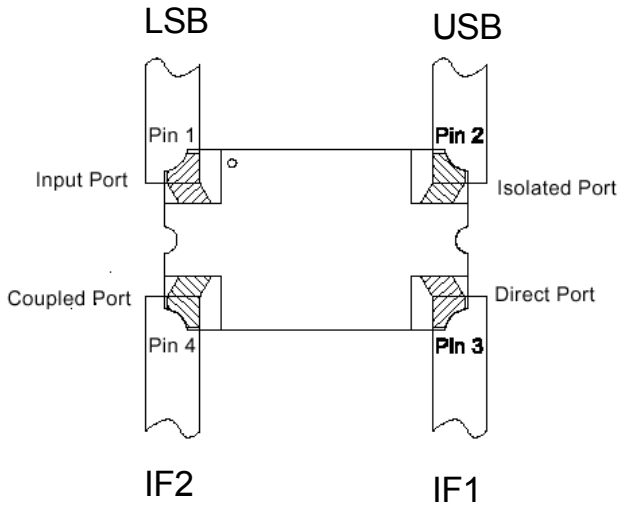 LSB
USB
Pin 1
Pin 2
Input Port
Isolated Port
Coupled Port
Direct Port
Pin 4
Pin 3
IF2
IF1